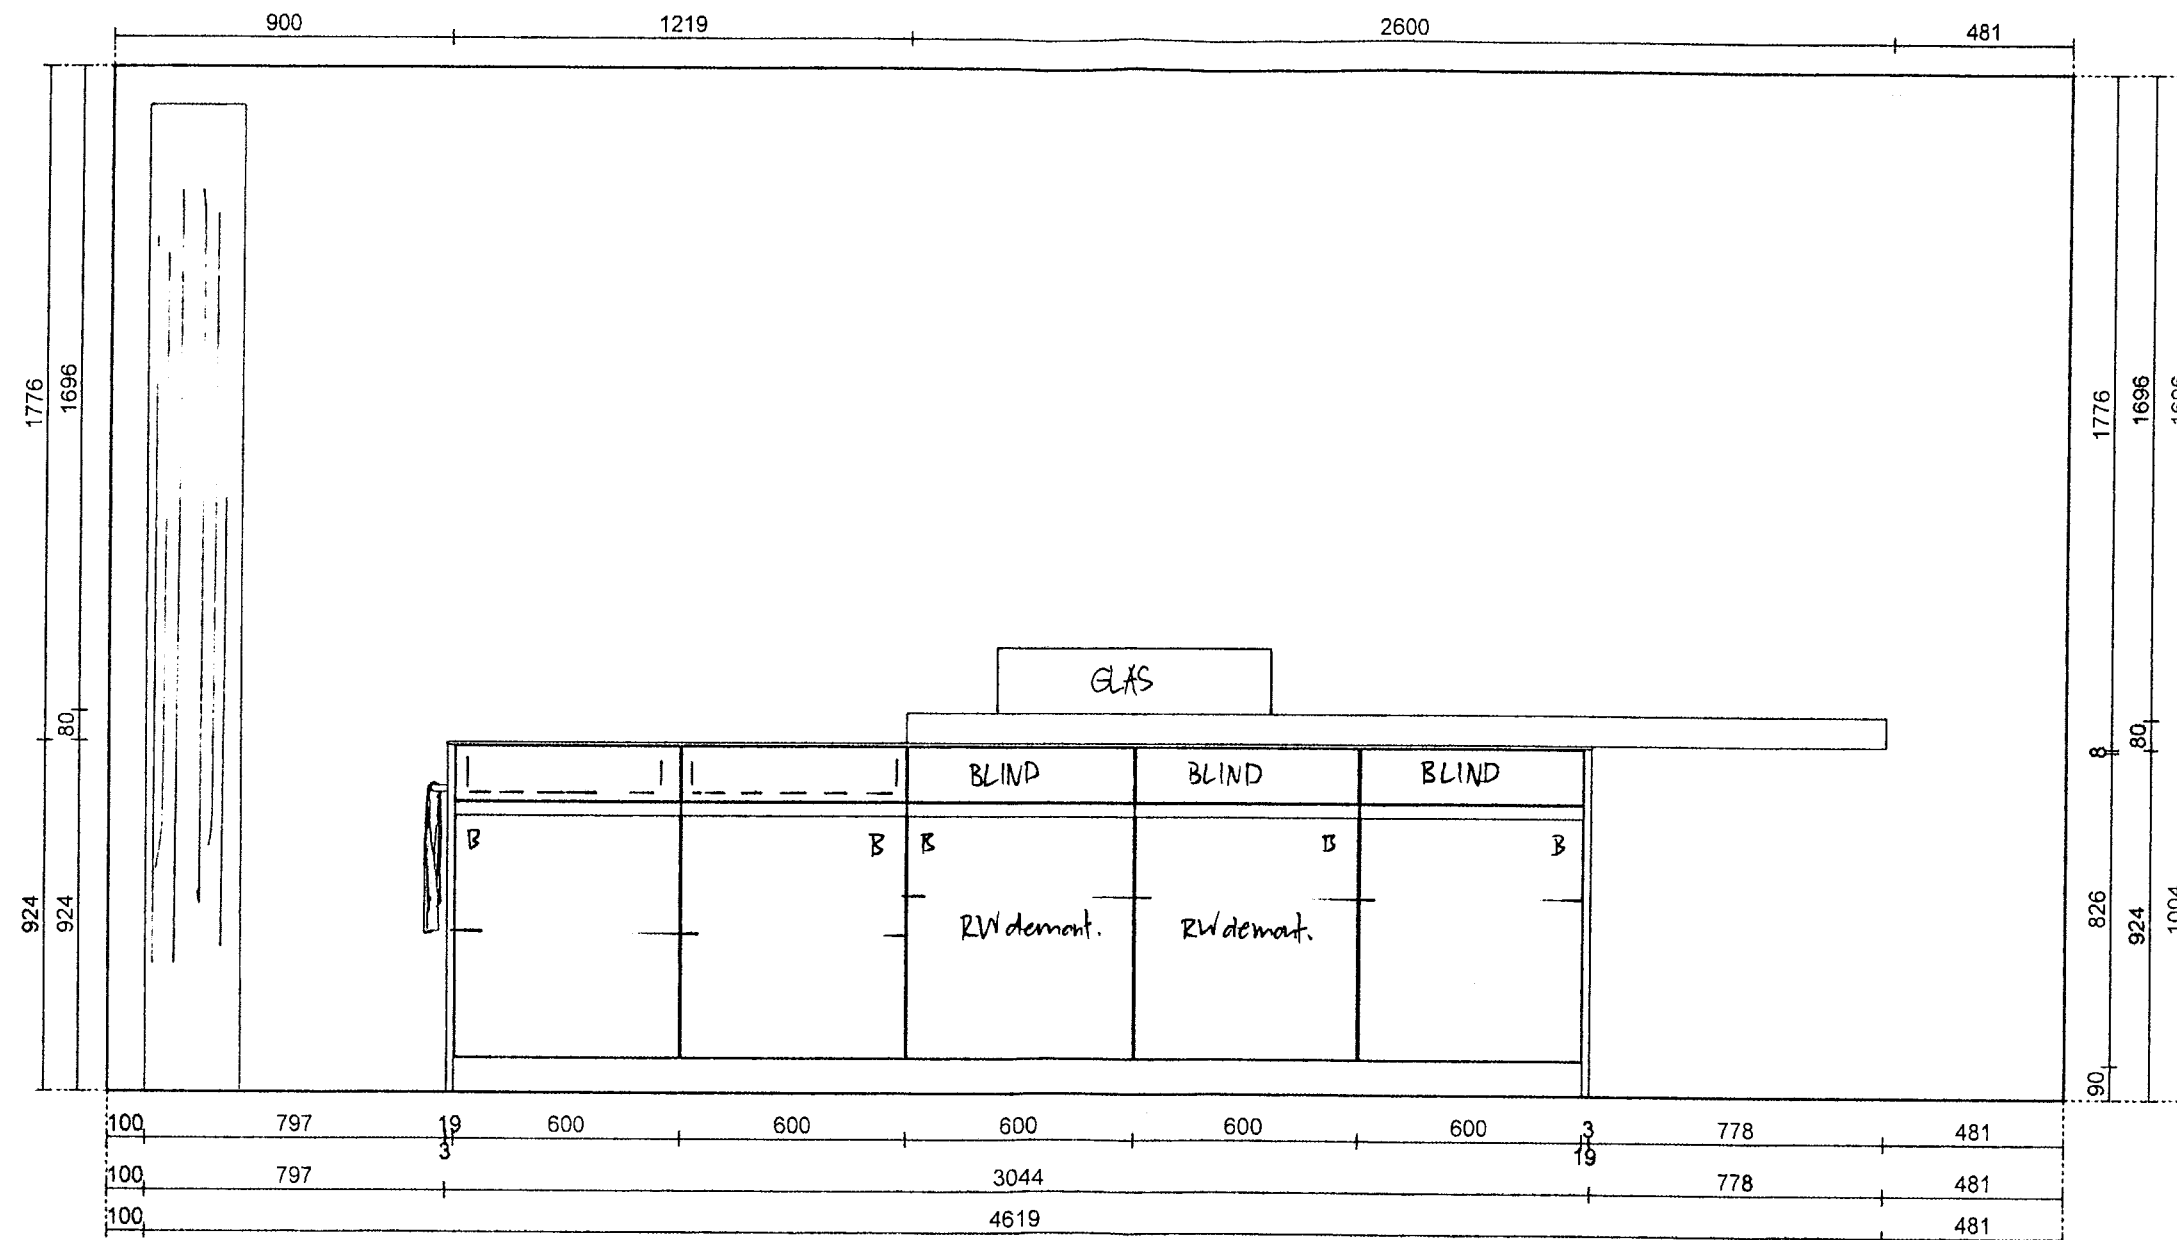 900 1219 2600 481
1776 1696 1776 1696
GLAS
80 80
8
BLIND BLIND BLIND
B B B B B
924 924 826 924 1004
RW demont. RW demont.
90
100 797 19 600 600 600 600 600 3 778 481
3 19
100 797 3044 778 481
100 4619 481